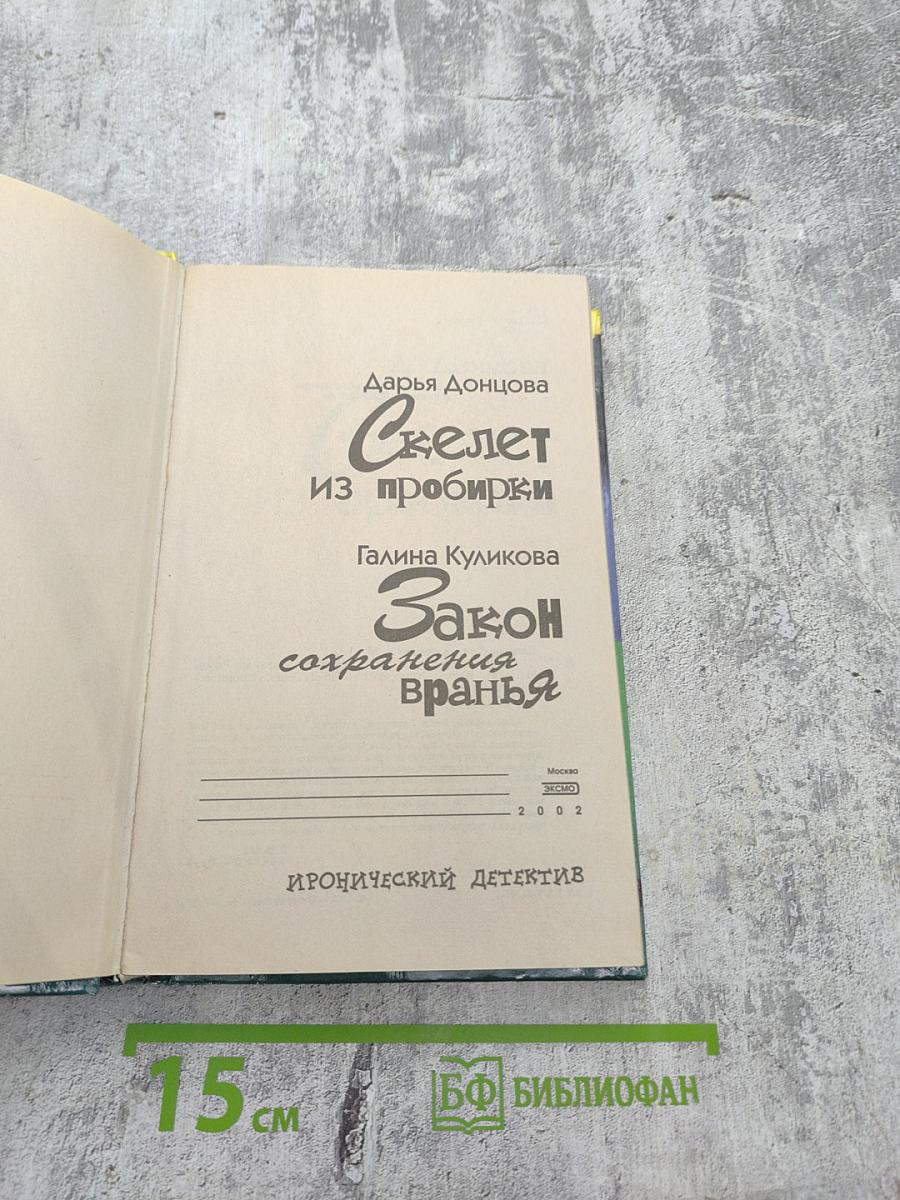 Дарья Донцова
Скелет
из пробирки
Галина Куликова
Закон
сохранения
вранья
Москва
ЭКСМО
2002
ИРОНИЧЕСКИЙ ДЕТЕКТИВ
15 см
БФ БИБЛИОФАН